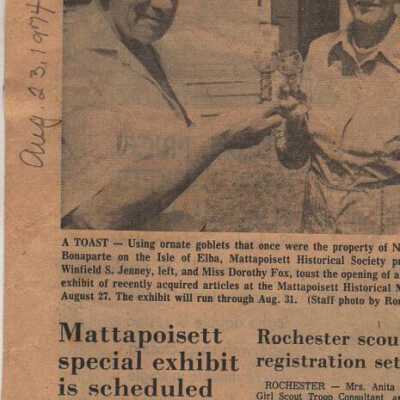 Aug. 23, 1974
A TOAST — Using ornate goblets that once were the property of N
Bonaparte on the Isle of Elba, Mattapoisett Historical Society pr
Winfield S. Jenney, left, and Miss Dorothy Fox, toast the opening of a
exhibit of recently acquired articles at the Mattapoisett Historical M
August 27. The exhibit will run through Aug. 31. (Staff photo by Ron
Mattapoisett
special exhibit
is scheduled
Rochester scou
registration set
ROCHESTER — Mrs. Anita
Girl Scout Troop Consultant, a